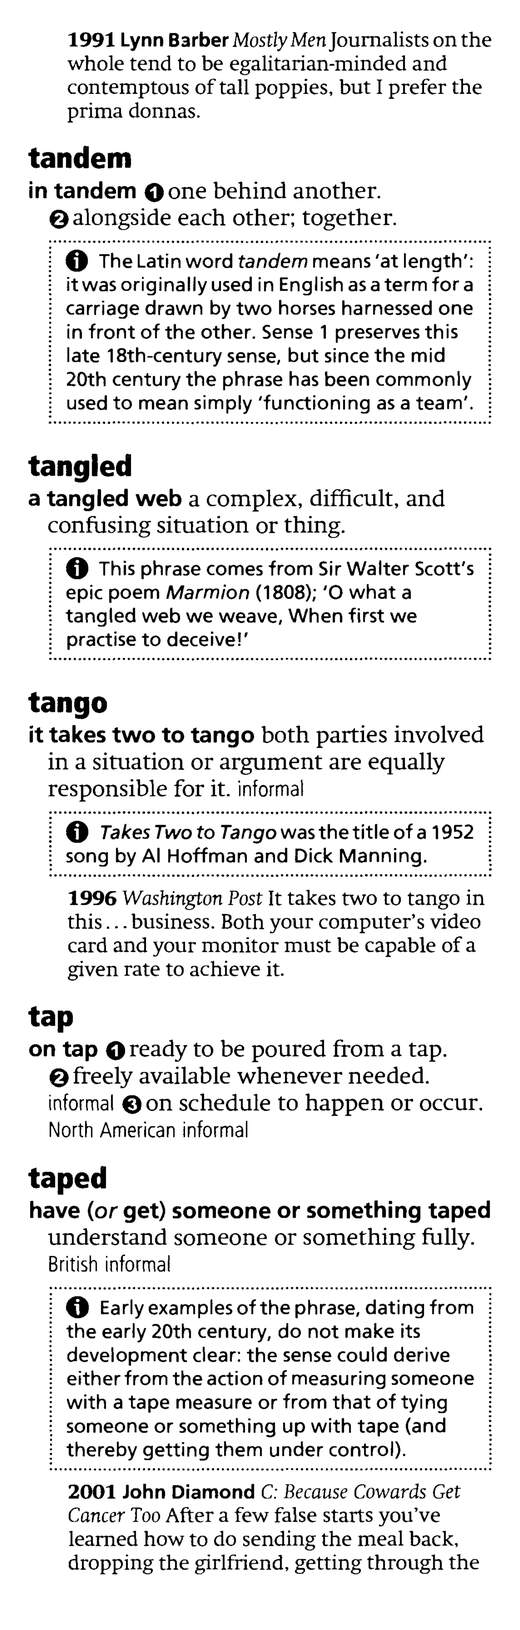 1991 Lynn Barber Mostly Men Journalists on the
whole tend to be egalitarian-minded and
contemptous of tall poppies, but I prefer the
prima donnas.
tandem
in tandem ❶ one behind another.
❷ alongside each other; together.
The Latin word tandem means 'at length':
it was originally used in English as a term for a
carriage drawn by two horses harnessed one
in front of the other. Sense 1 preserves this
late 18th-century sense, but since the mid
20th century the phrase has been commonly
used to mean simply 'functioning as a team'.
tangled
a tangled web a complex, difficult, and
confusing situation or thing.
This phrase comes from Sir Walter Scott's
epic poem Marmion (1808); 'O what a
tangled web we weave, When first we
practise to deceive!'
tango
it takes two to tango both parties involved
in a situation or argument are equally
responsible for it. informal
Takes Two to Tango was the title of a 1952
song by Al Hoffman and Dick Manning.
1996 Washington Post It takes two to tango in
this... business. Both your computer's video
card and your monitor must be capable of a
given rate to achieve it.
tap
on tap ❶ ready to be poured from a tap.
❷ freely available whenever needed.
informal ❸ on schedule to happen or occur.
North American informal
taped
have (or get) someone or something taped
understand someone or something fully.
British informal
Early examples of the phrase, dating from
the early 20th century, do not make its
development clear: the sense could derive
either from the action of measuring someone
with a tape measure or from that of tying
someone or something up with tape (and
thereby getting them under control).
2001 John Diamond C: Because Cowards Get
Cancer Too After a few false starts you've
learned how to do sending the meal back,
dropping the girlfriend, getting through the